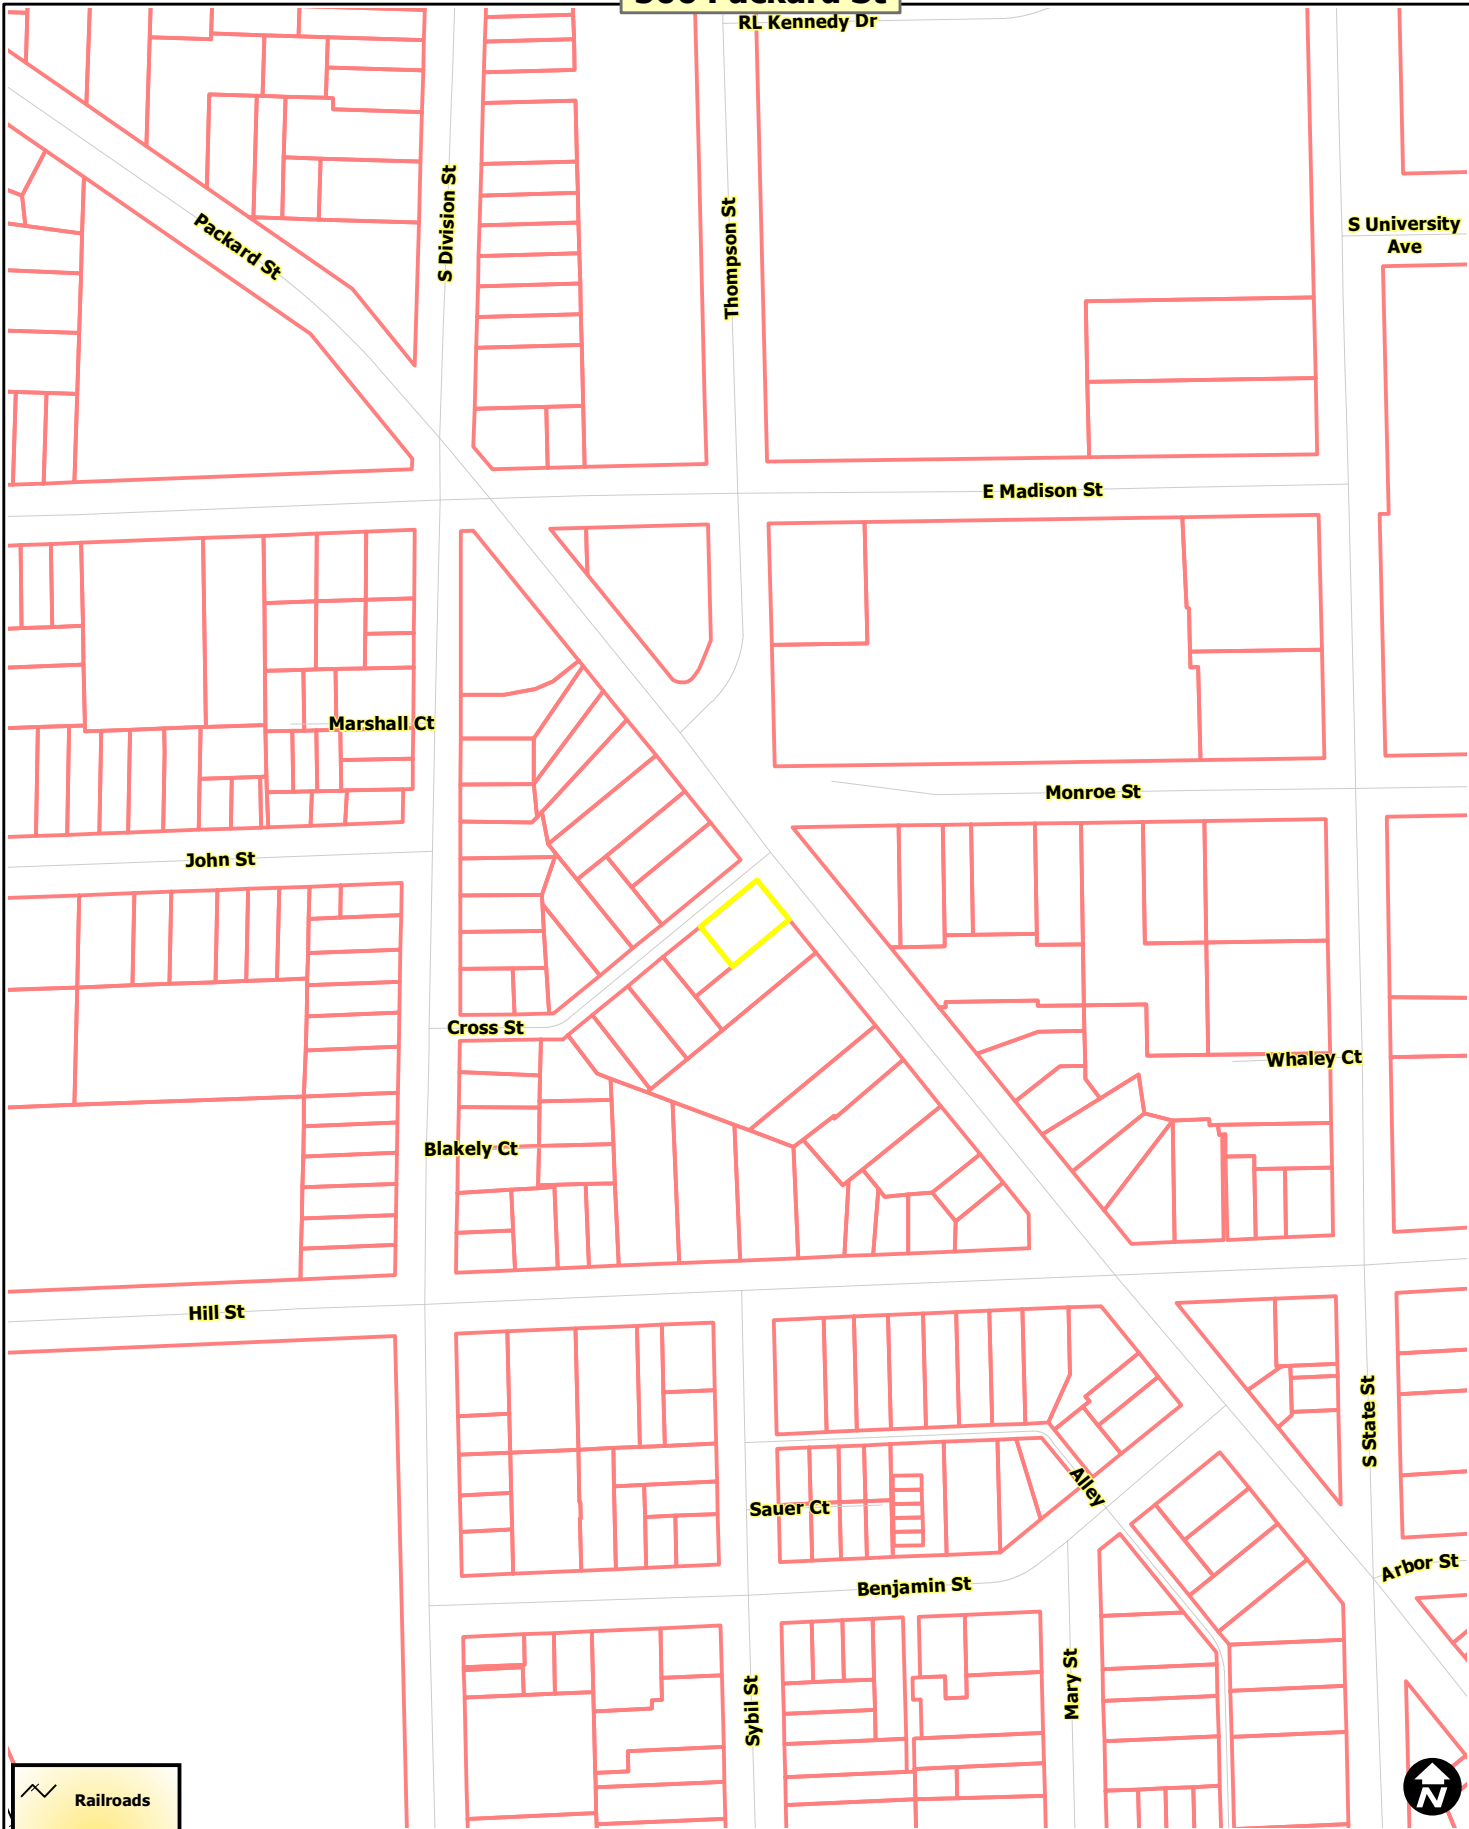 RL Kennedy Dr
S University
Ave
S Division St
Thompson St
Packard St
E Madison St
Marshall Ct
Monroe St
John St
Cross St
Whaley Ct
Blakely Ct
Hill St
S State St
Alley
Sauer Ct
Arbor St
Benjamin St
Mary St
Sybil St
Railroads
N